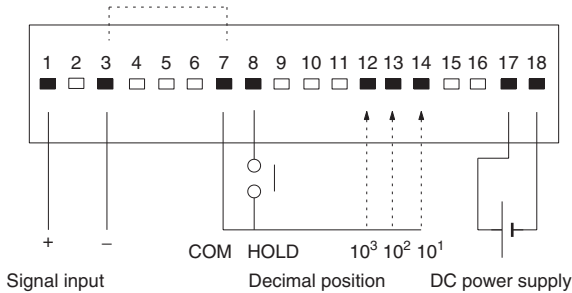 1 2 3 4 5 6 7 8 9 10 11 12 13 14 15 16 17 18
+ − COM HOLD 10³ 10² 10¹
Signal input Decimal position DC power supply